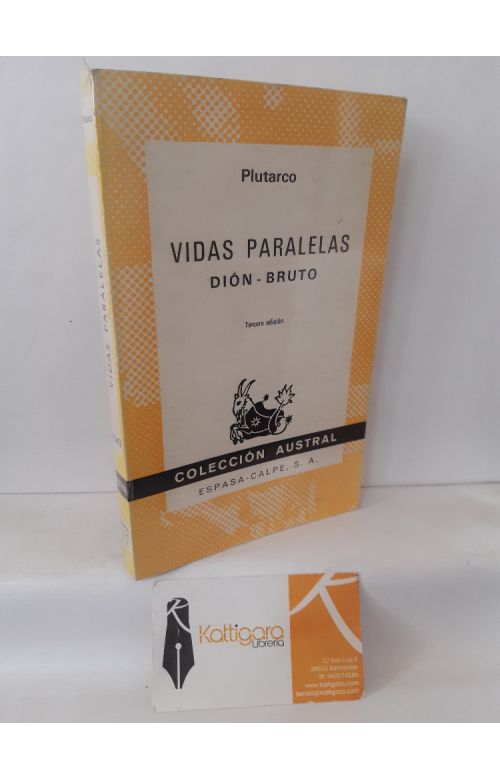 Plutarco
VIDAS PARALELAS
DIÓN - BRUTO
Tercera edición
COLECCIÓN AUSTRAL
ESPASA-CALPE, S. A.
VIDAS PARALELAS
Kattigara
Librería
C/ San Luis 5
39010 Santander
www.kattigara.com
tienda@kattigara.com